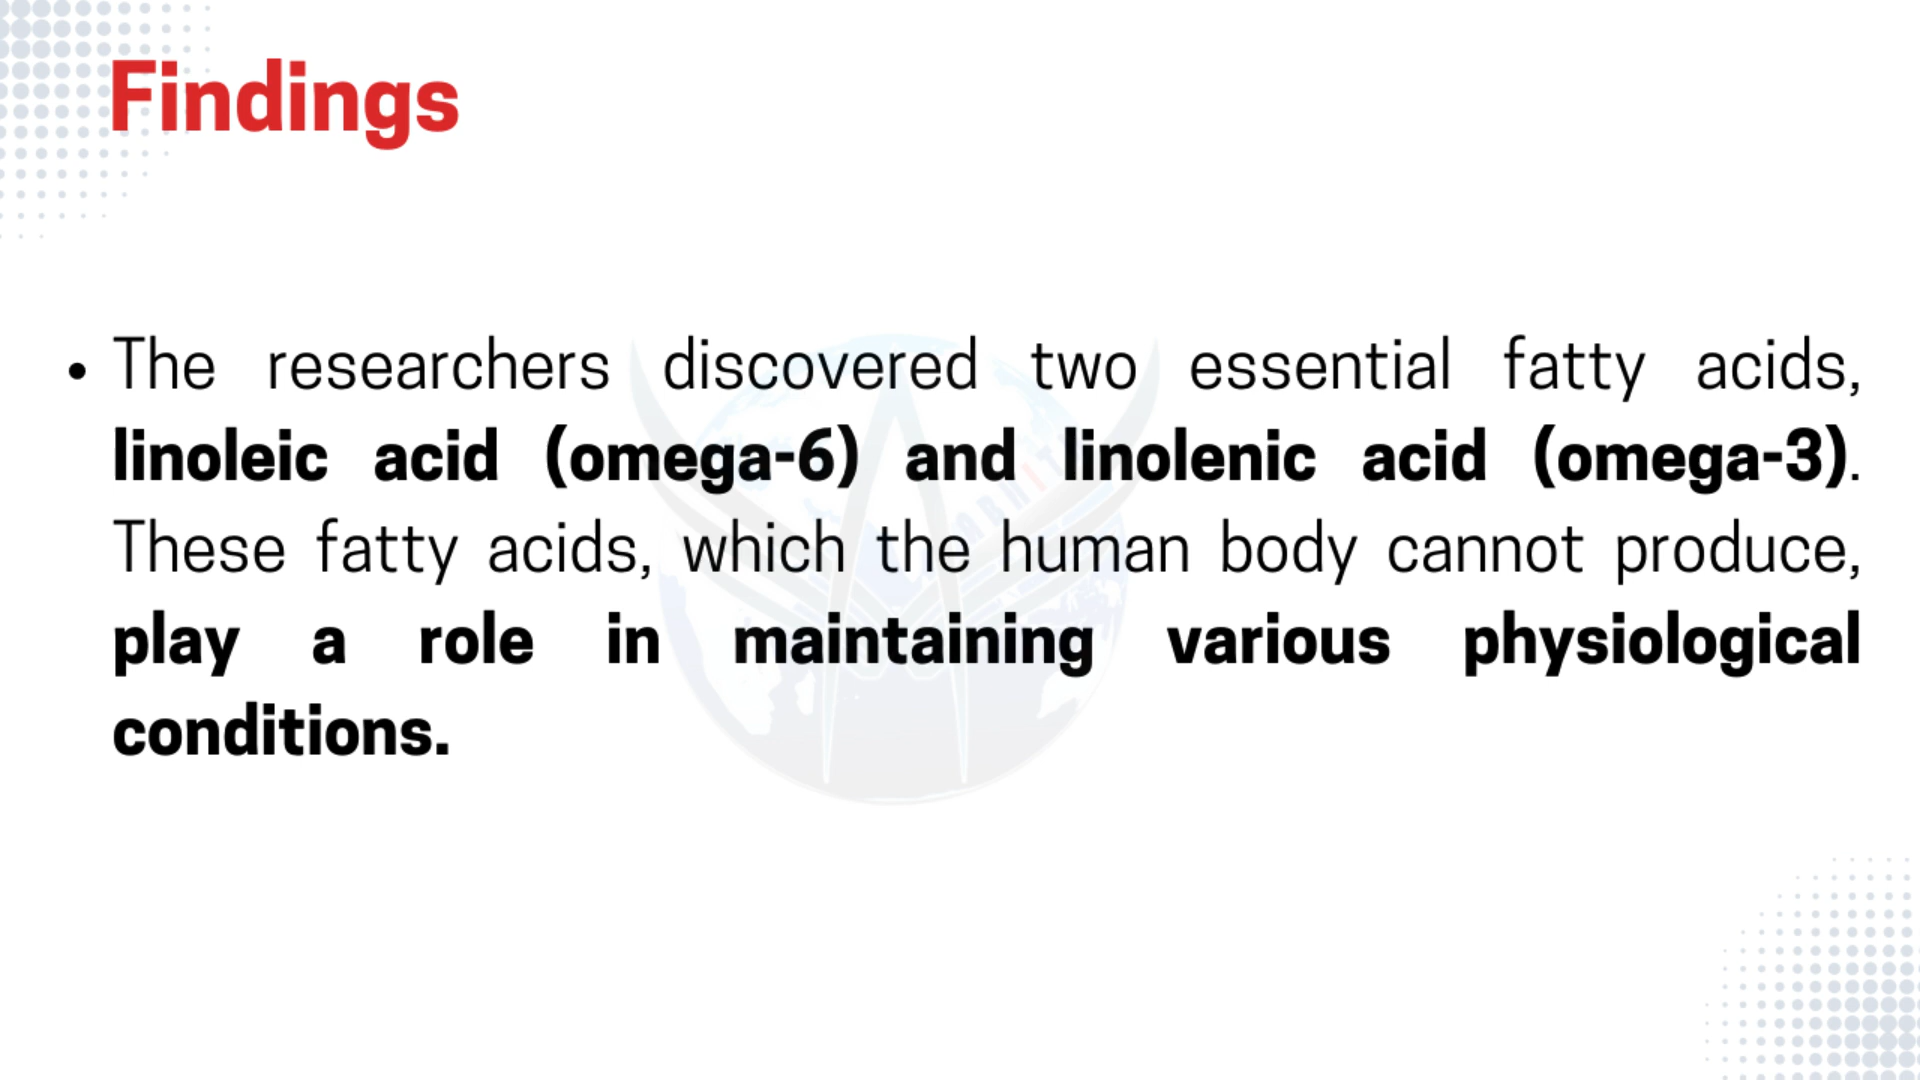 Findings
• The researchers discovered two essential fatty acids,
linoleic acid (omega-6) and linolenic acid (omega-3).
These fatty acids, which the human body cannot produce,
play a role in maintaining various physiological
conditions.